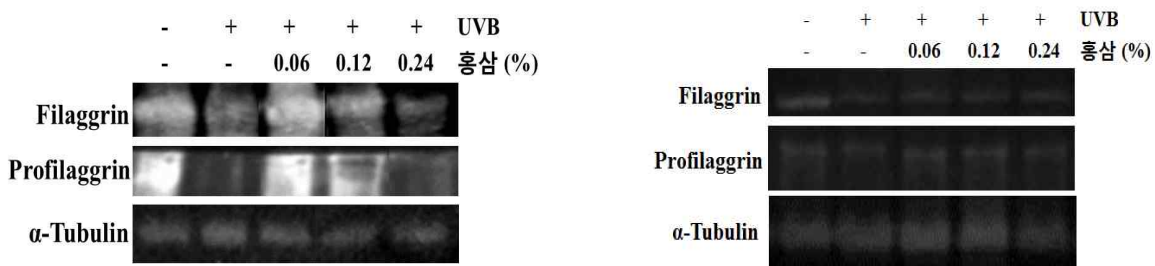 - + + + + UVB
- - 0.06 0.12 0.24 홍삼 (%)
Filaggrin
Profilaggrin
α-Tubulin
- + + + + UVB
- - 0.06 0.12 0.24 홍삼 (%)
Filaggrin
Profilaggrin
α-Tubulin